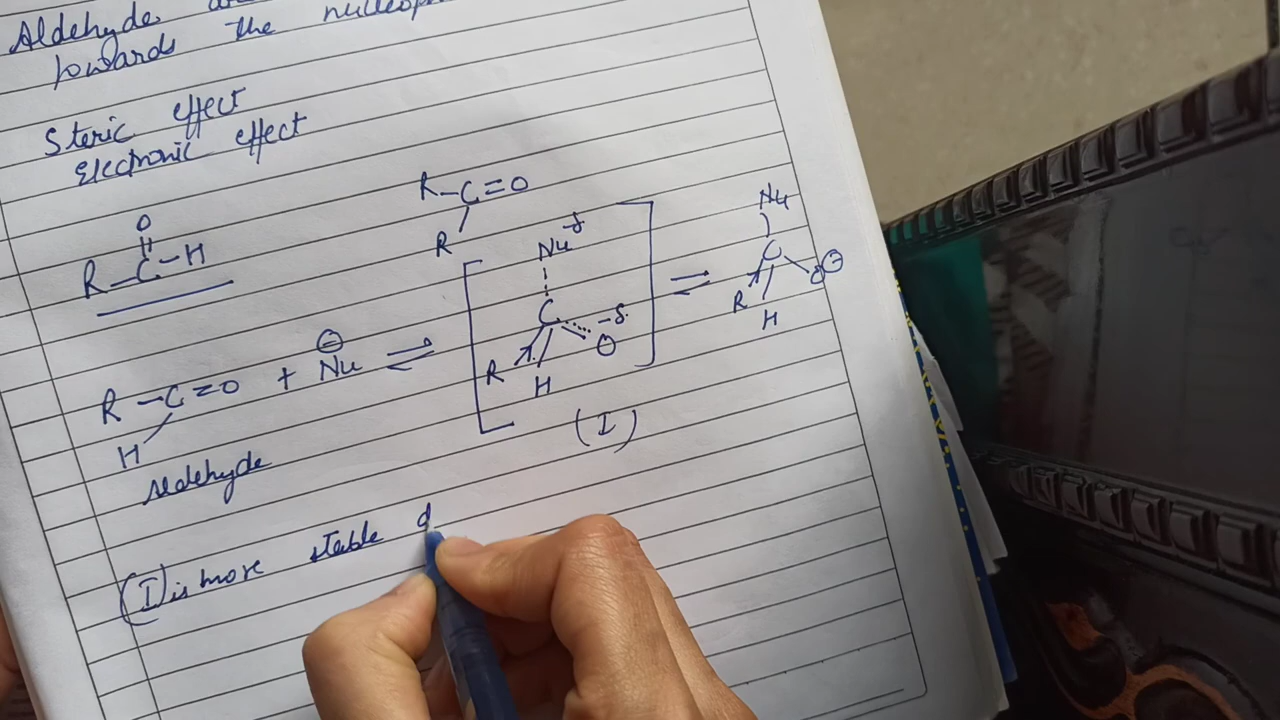 Aldehyde
towards the
Steric effect
Electronic effect
R-C=O
R
O
R-C-H
Nu
C
R H O⊖
Nu-δ
C
R H O-δ
R-C=O + Nu⊖ ⇌
H
(I)
Aldehyde
(I) is more stable d